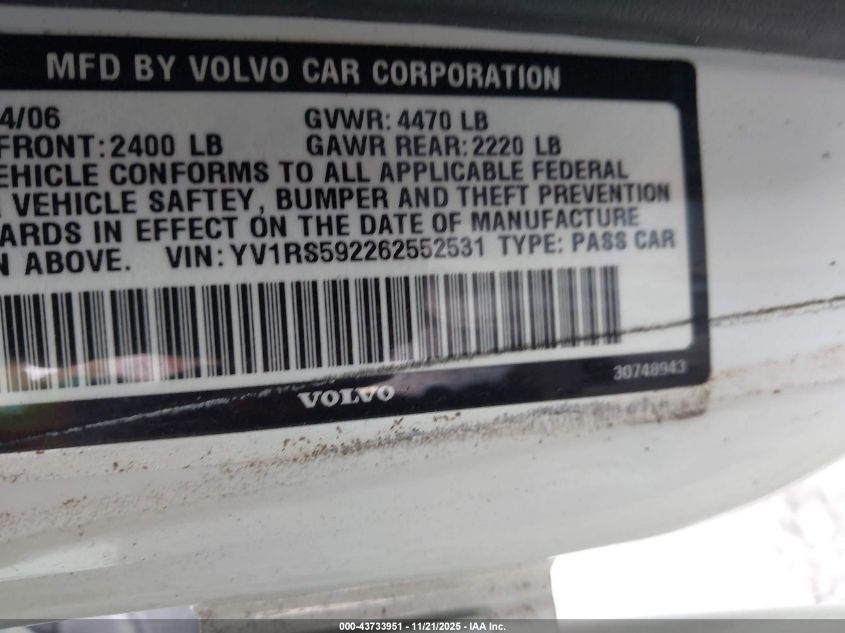 MFD BY VOLVO CAR CORPORATION
4/06 GVWR: 4470 LB
FRONT: 2400 LB GAWR REAR: 2220 LB
EHICLE CONFORMS TO ALL APPLICABLE FEDERAL
VEHICLE SAFTEY, BUMPER AND THEFT PREVENTION
ARDS IN EFFECT ON THE DATE OF MANUFACTURE
N ABOVE. VIN: YV1RS592262552531 TYPE: PASS CAR
30748943
VOLVO
000-43733951 - 11/21/2025 - IAA Inc.